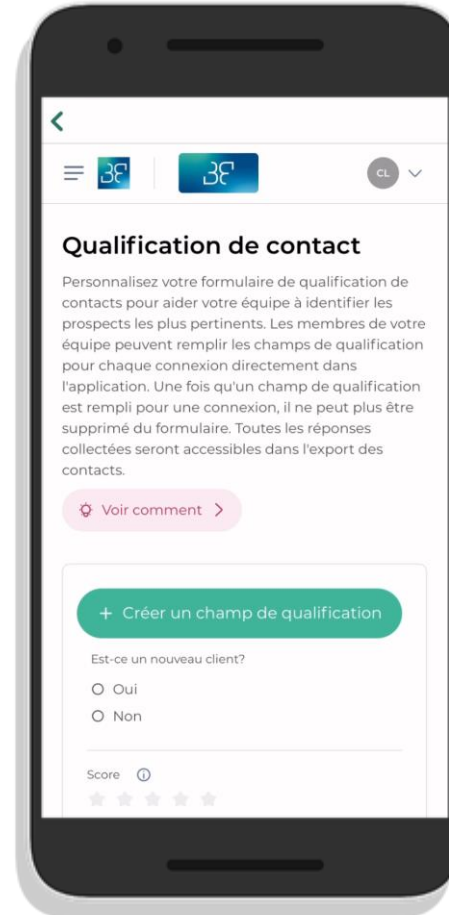 3E
3E
CL
Qualification de contact
Personnalisez votre formulaire de qualification de
contacts pour aider votre équipe à identifier les
prospects les plus pertinents. Les membres de votre
équipe peuvent remplir les champs de qualification
pour chaque connexion directement dans
l'application. Une fois qu'un champ de qualification
est rempli pour une connexion, il ne peut plus être
supprimé du formulaire. Toutes les réponses
collectées seront accessibles dans l'export des
contacts.
Voir comment
+ Créer un champ de qualification
Est-ce un nouveau client?
Oui
Non
Score